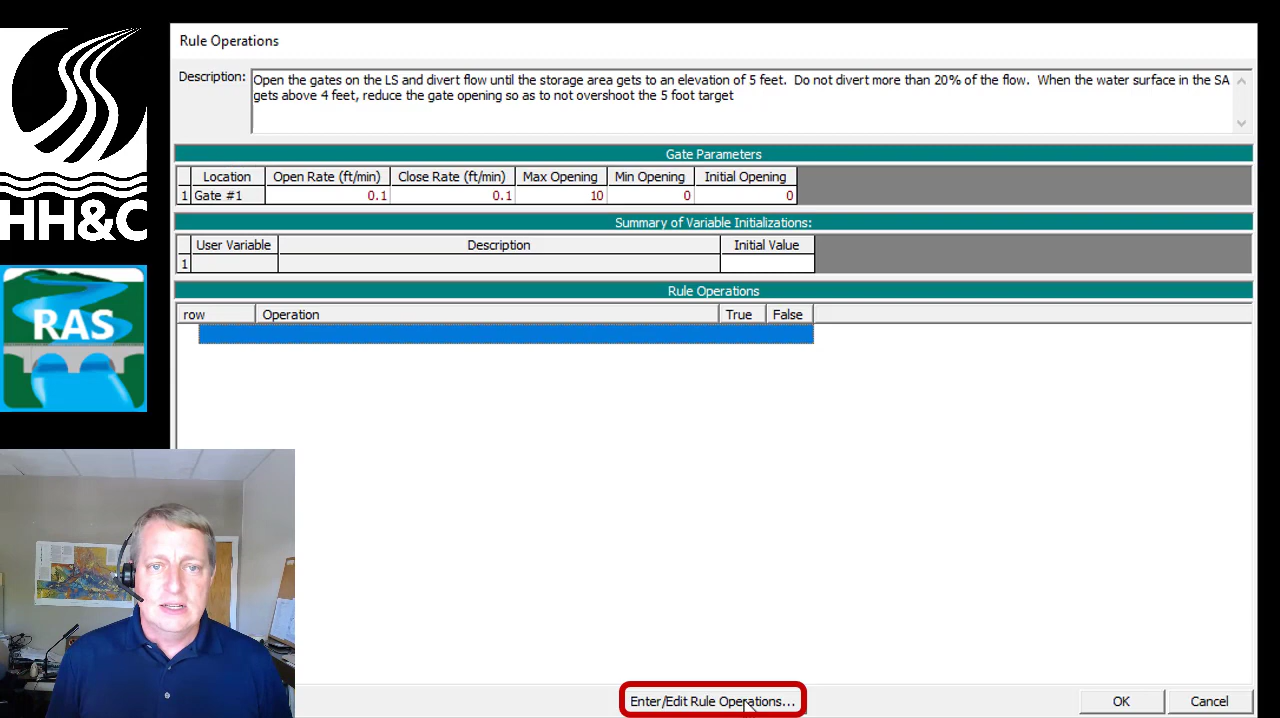 Rule Operations
Description:
Open the gates on the LS and divert flow until the storage area gets to an elevation of 5 feet. Do not divert more than 20% of the flow. When the water surface in the SA
gets above 4 feet, reduce the gate opening so as to not overshoot the 5 foot target
Gate Parameters
Location Open Rate (ft/min) Close Rate (ft/min) Max Opening Min Opening Initial Opening
1 Gate #1 0.1 0.1 10 0 0
Summary of Variable Initializations:
User Variable Description Initial Value
1
Rule Operations
row Operation True False
Enter/Edit Rule Operations...
OK Cancel
HH&C
RAS